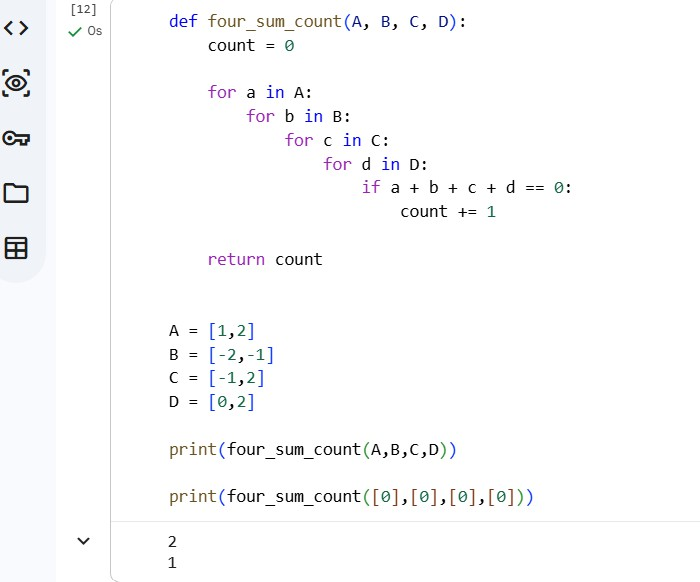 [12]
0s
def four_sum_count(A, B, C, D):
    count = 0

    for a in A:
        for b in B:
            for c in C:
                for d in D:
                    if a + b + c + d == 0:
                        count += 1

    return count


A = [1,2]
B = [-2,-1]
C = [-1,2]
D = [0,2]

print(four_sum_count(A,B,C,D))

print(four_sum_count([0],[0],[0],[0]))
2
1